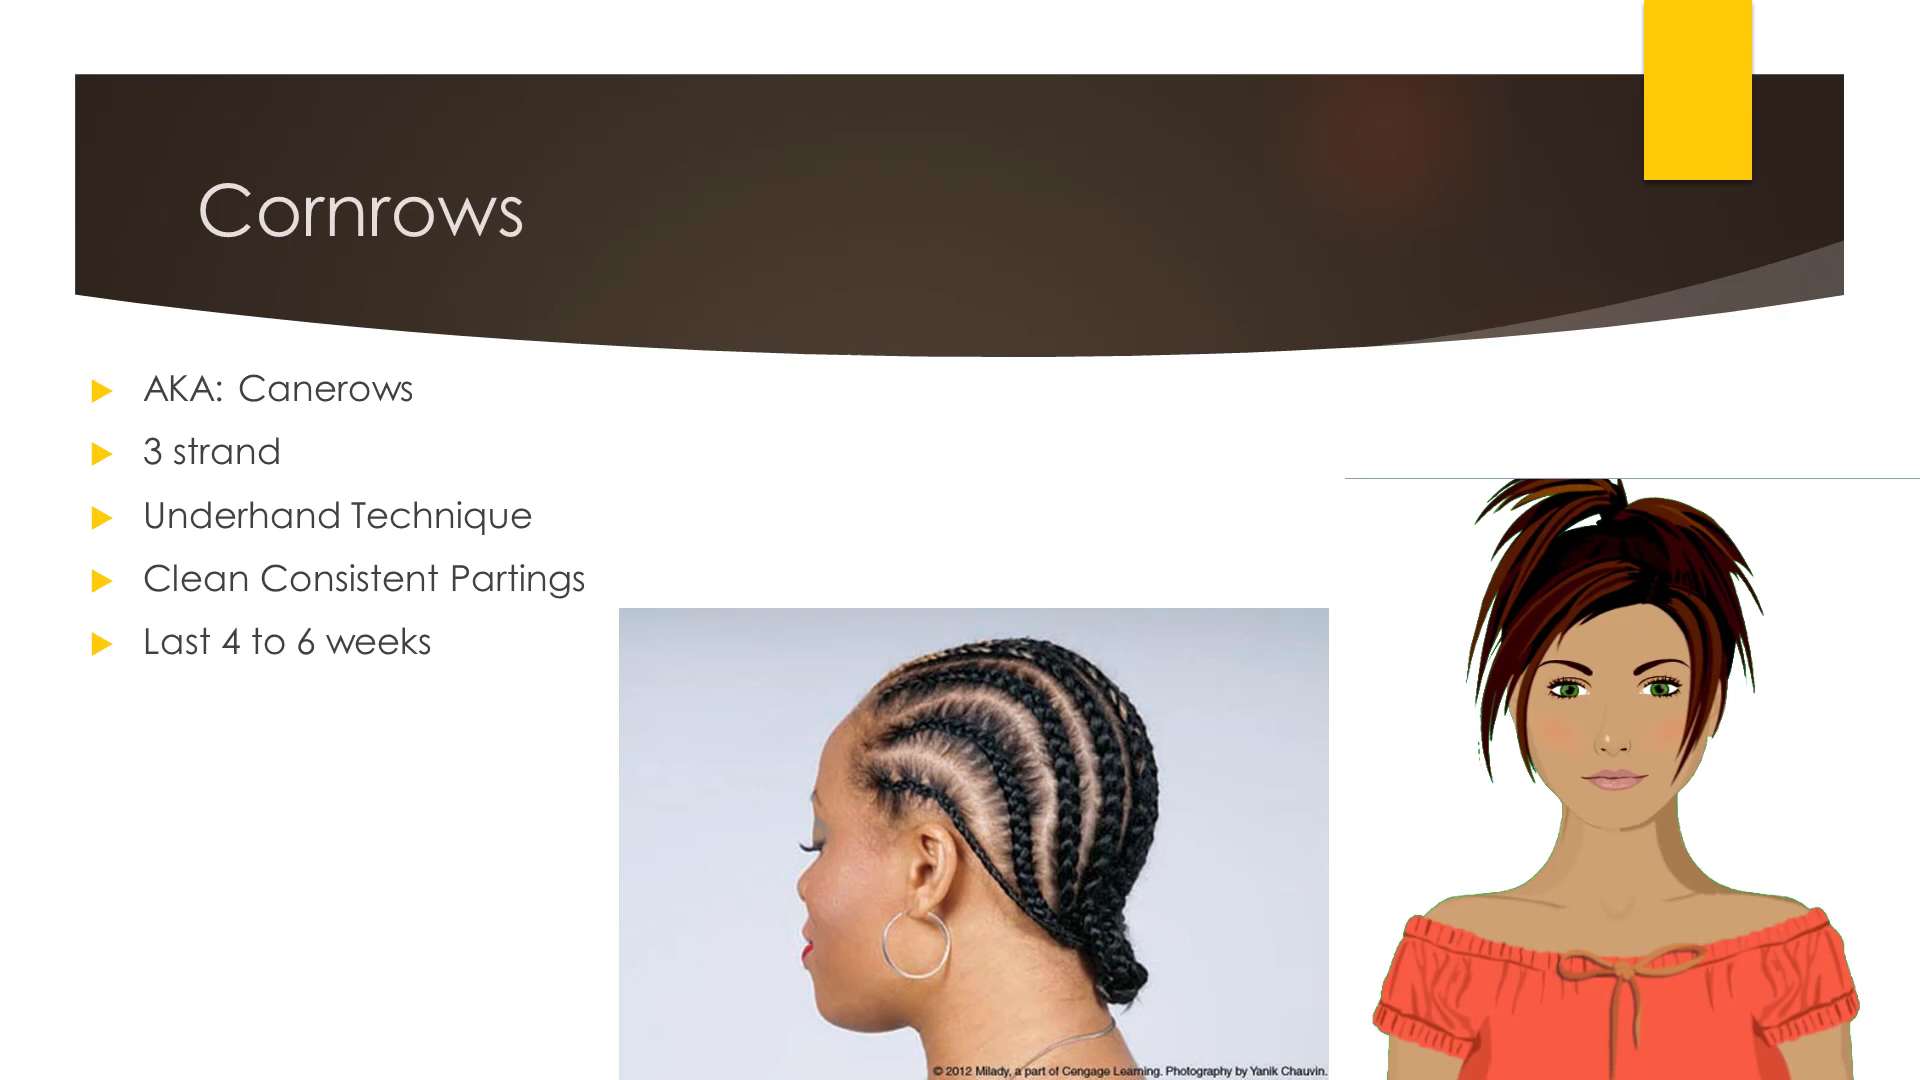 Cornrows
AKA: Canerows
3 strand
Underhand Technique
Clean Consistent Partings
Last 4 to 6 weeks
© 2012 Milady, a part of Cengage Learning. Photography by Yanik Chauvin.